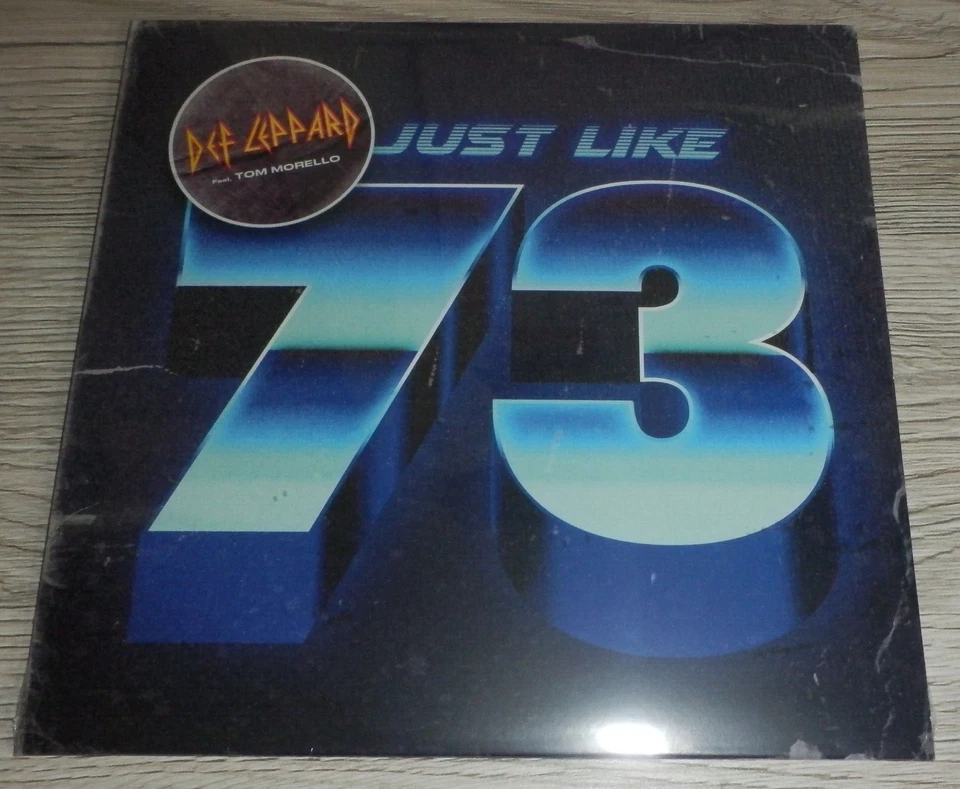 DEF LEPPARD
Feat. TOM MORELLO
JUST LIKE
73